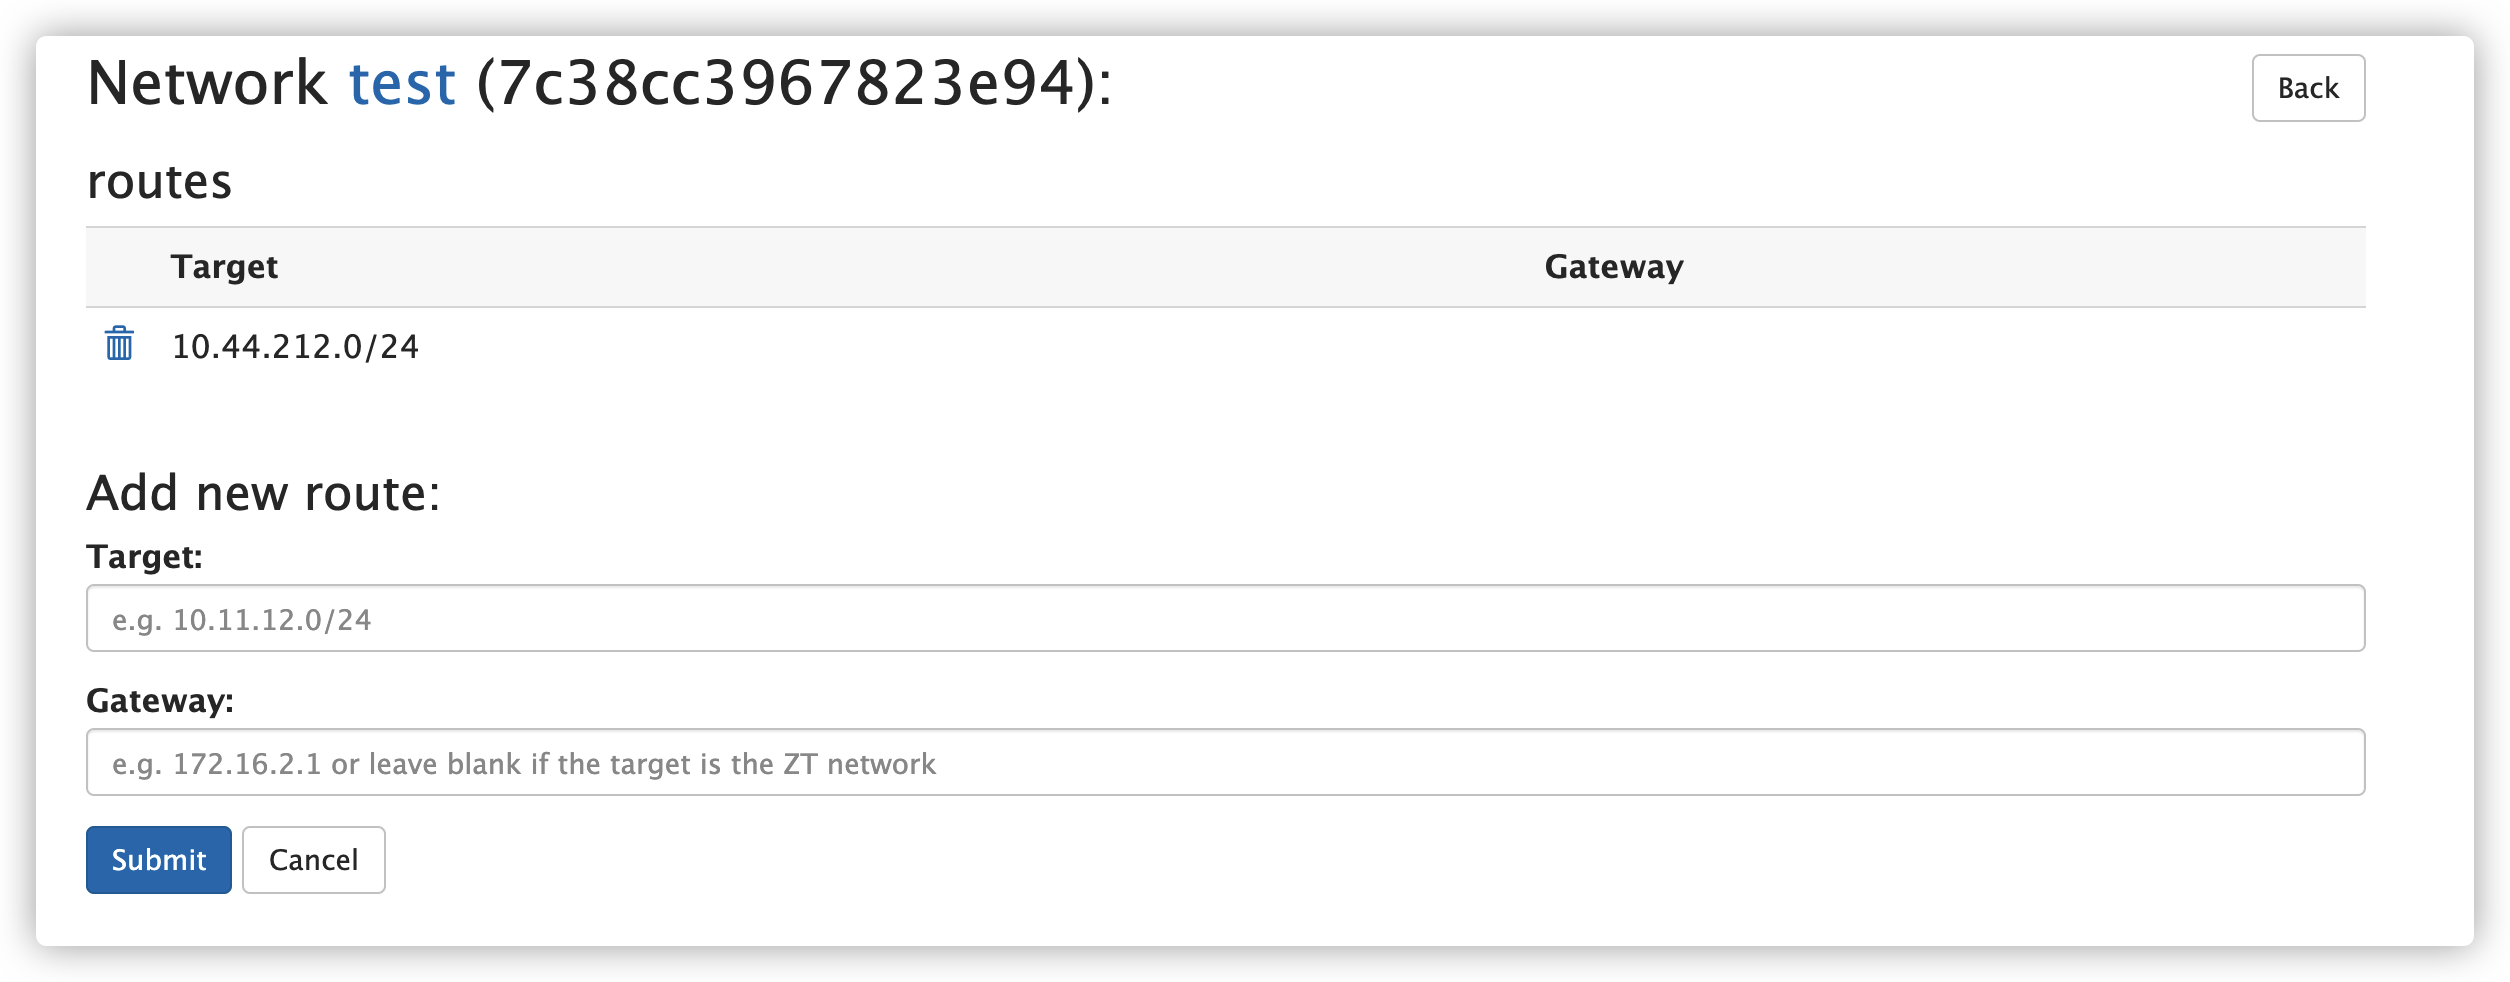 Network test (7c38cc3967823e94):
Back
routes
Target Gateway
10.44.212.0/24
Add new route:
Target:
e.g. 10.11.12.0/24
Gateway:
e.g. 172.16.2.1 or leave blank if the target is the ZT network
Submit Cancel